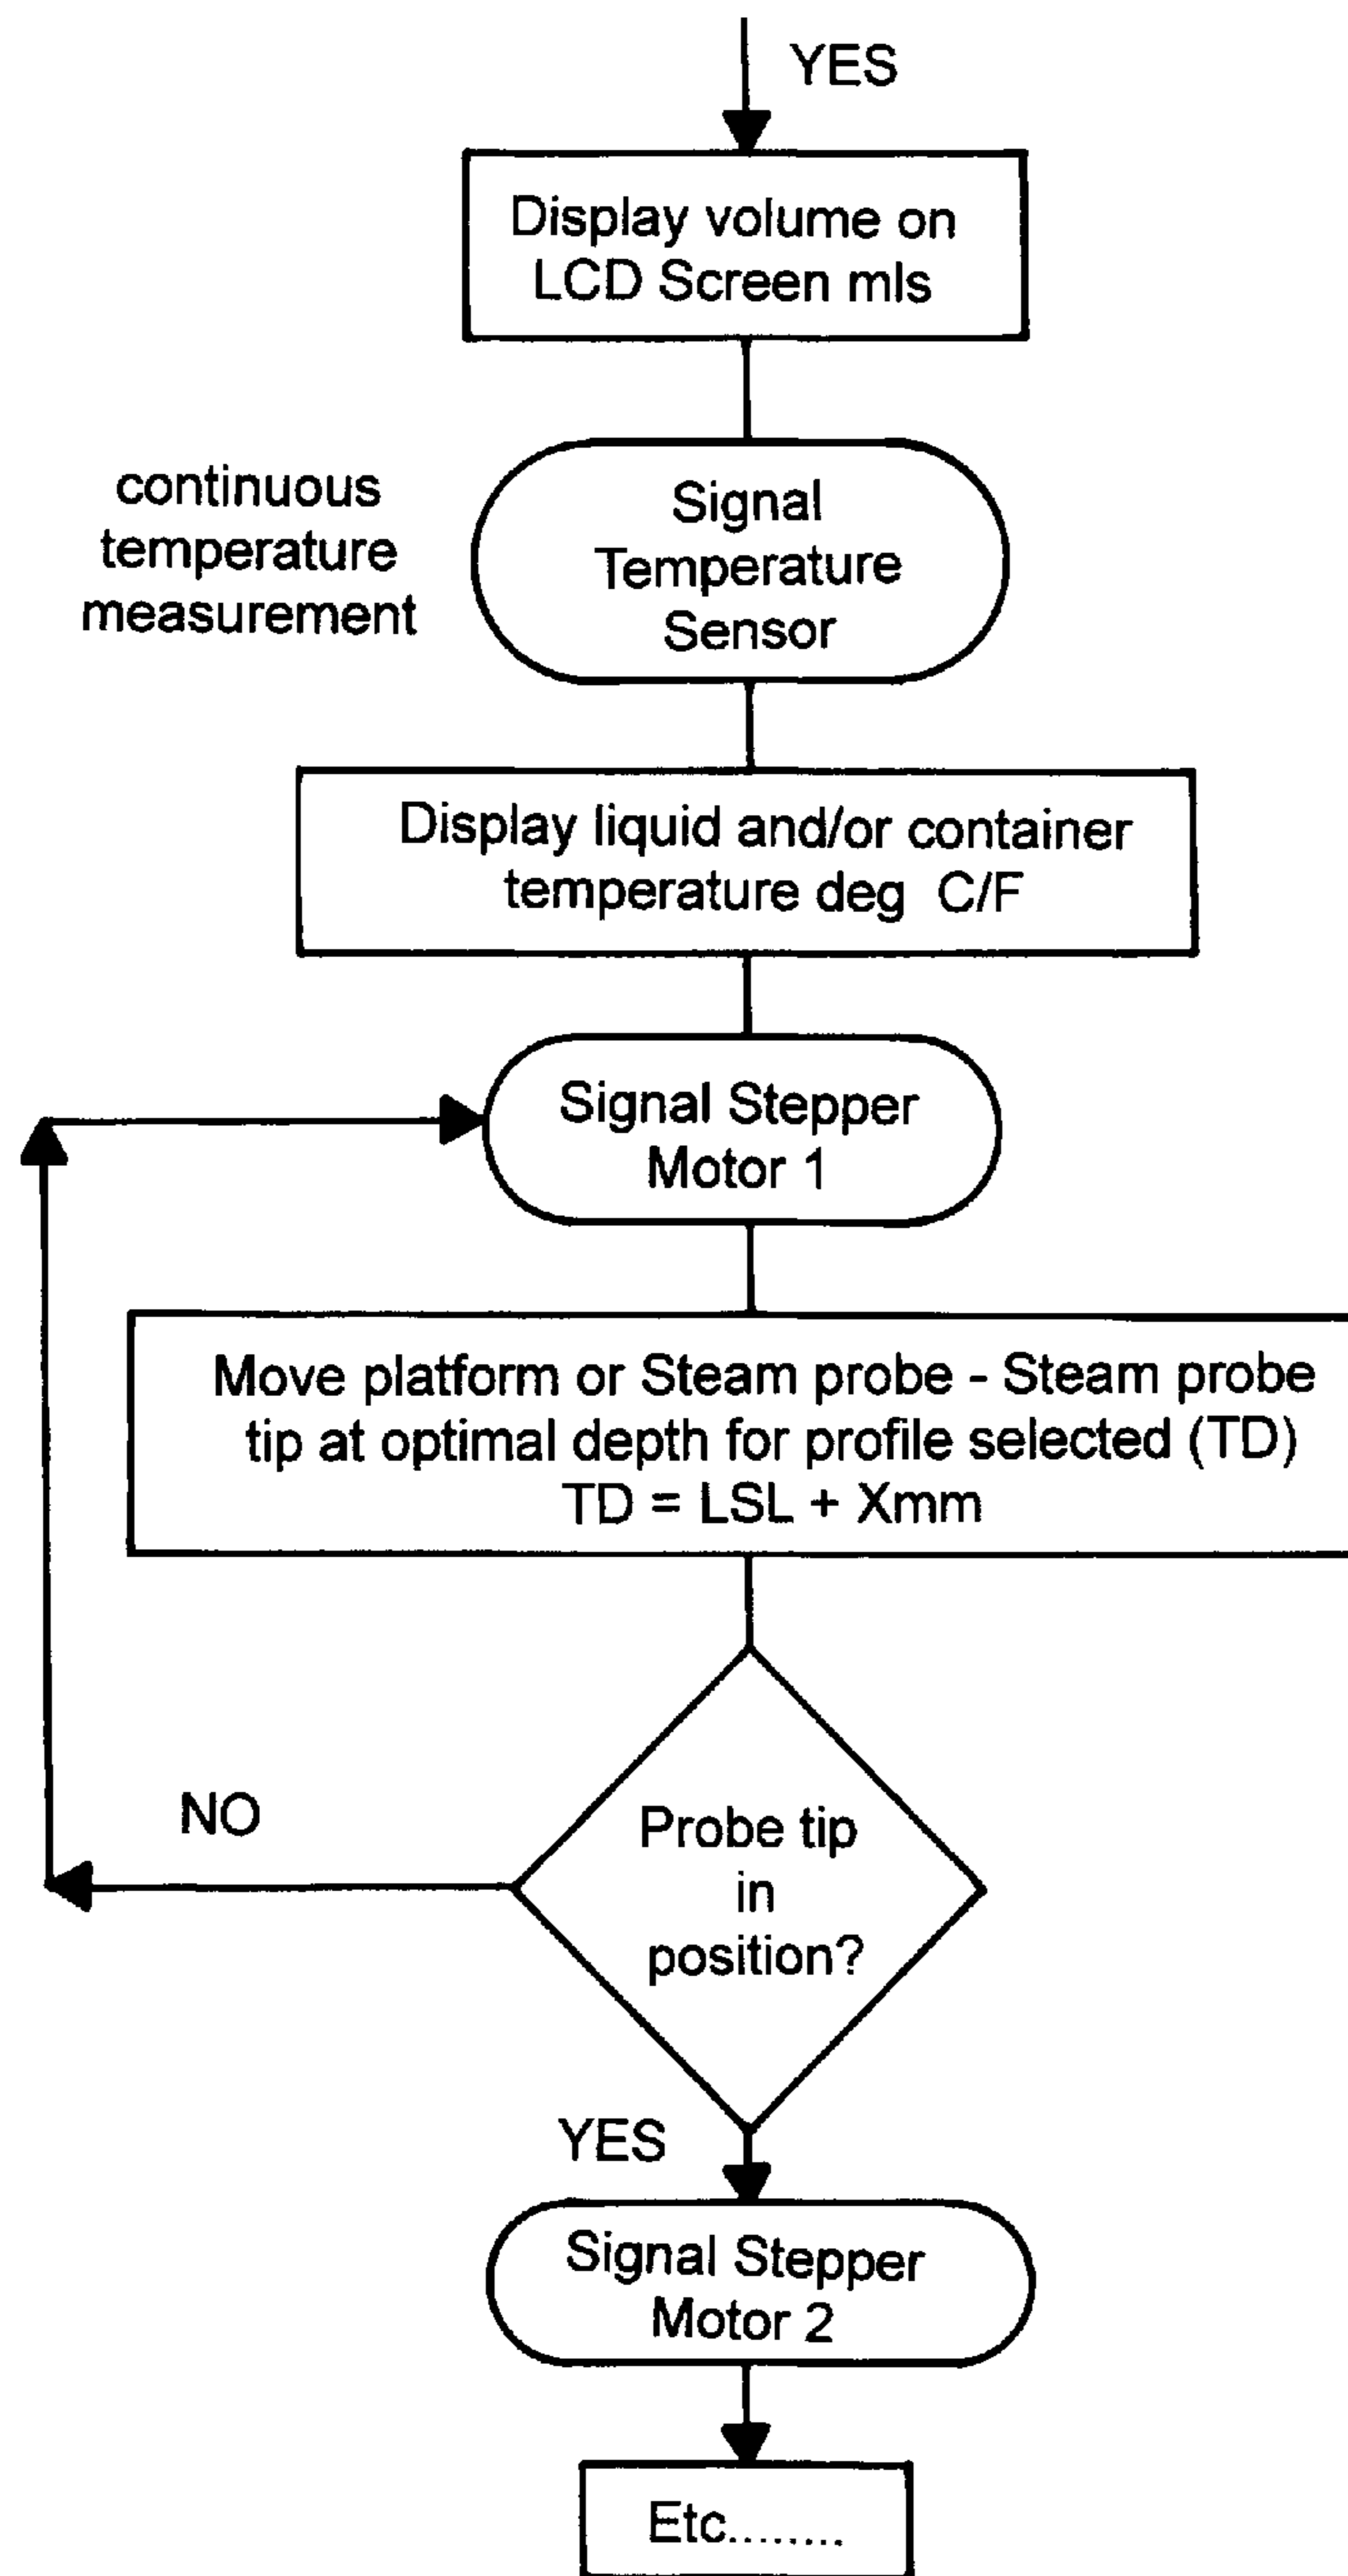 YES
Display volume on
LCD Screen mls
continuous
temperature
measurement
Signal
Temperature
Sensor
Display liquid and/or container
temperature deg C/F
Signal Stepper
Motor 1
Move platform or Steam probe - Steam probe
tip at optimal depth for profile selected (TD)
TD = LSL + Xmm
NO
Probe tip
in
position?
YES
Signal Stepper
Motor 2
Etc........